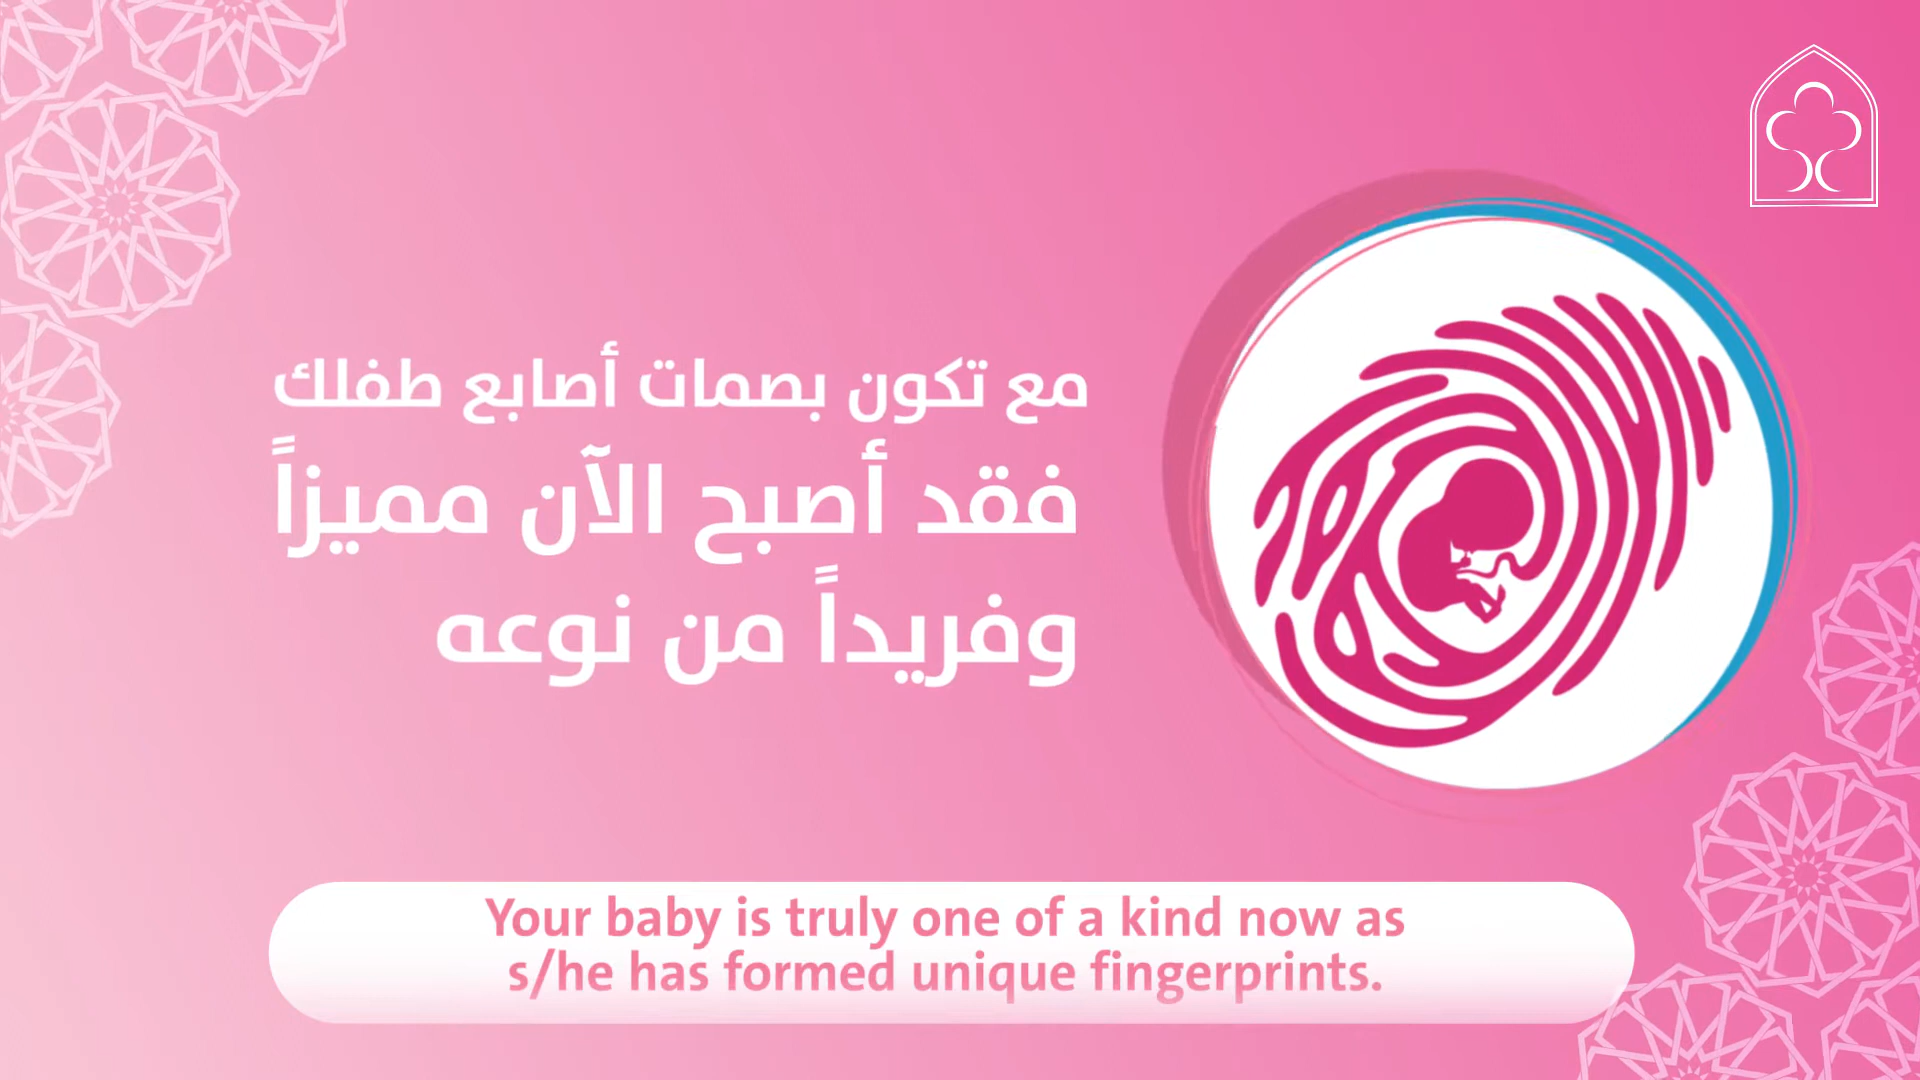 مع تكون بصمات أصابع طفلك
فقد أصبح الآن مميزاً
وفريداً من نوعه
Your baby is truly one of a kind now as
s/he has formed unique fingerprints.